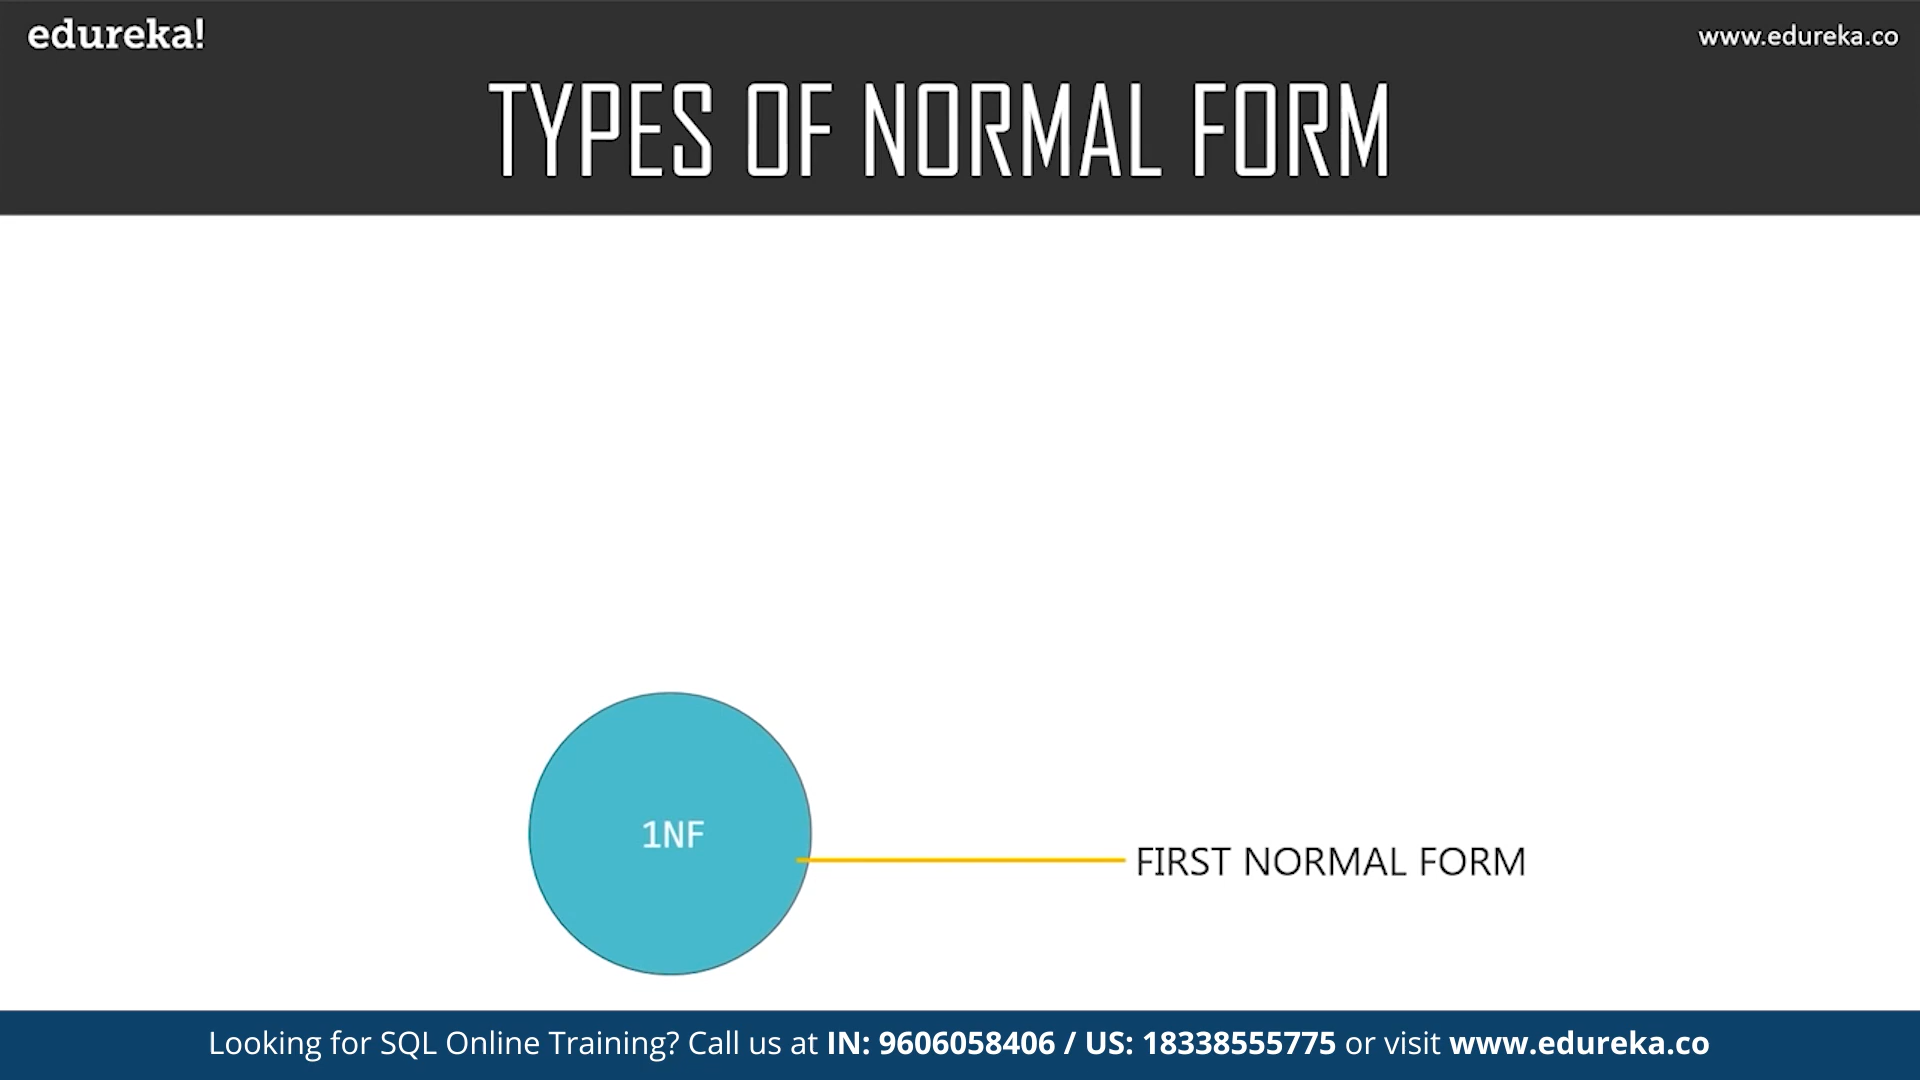 edureka!
www.edureka.co
TYPES OF NORMAL FORM
1NF
FIRST NORMAL FORM
Looking for SQL Online Training? Call us at IN: 9606058406 / US: 18338555775 or visit www.edureka.co